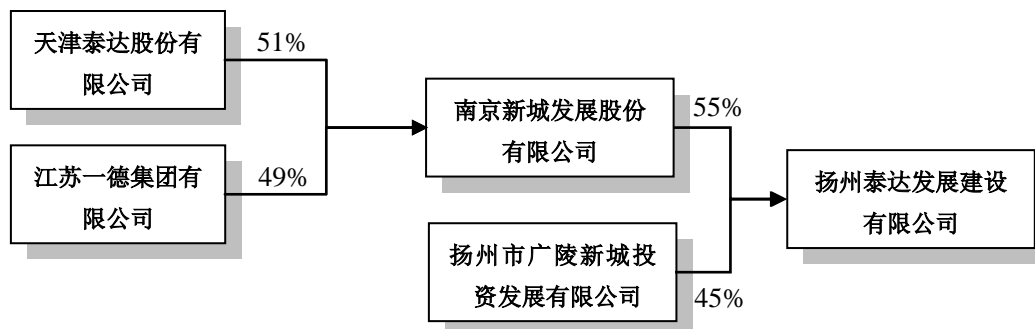 天津泰达股份有
限公司
51%
江苏一德集团有
限公司
49%
南京新城发展股份
有限公司
55%
扬州市广陵新城投
资发展有限公司
45%
扬州泰达发展建设
有限公司